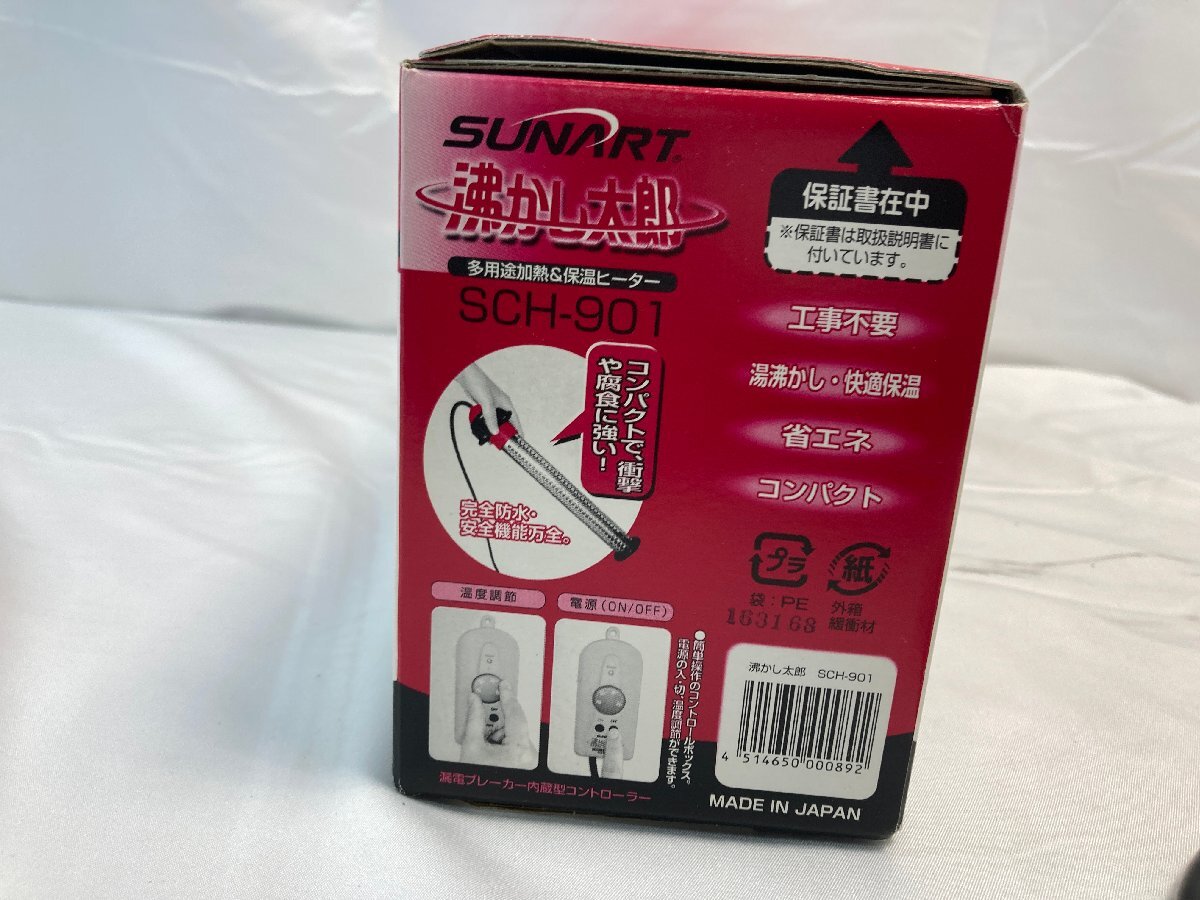 SUNART
沸かし太郎
多用途加熱&保温ヒーター
SCH-901
保証書在中
※保証書は取扱説明書に
付いています。
工事不要
湯沸かし・快適保温
省エネ
コンパクト
コンパクトで、衝撃
や腐食に強い!
完全防水・
安全機能万全。
プラ
紙
袋:PE
外箱
緩衝材
163168
温度調節
電源(ON/OFF)
●簡単操作のコントロールボックス。
電源の入・切、温度調節ができます。
漏電ブレーカー内蔵型コントローラー
沸かし太郎 SCH-901
4 514650 000892
MADE IN JAPAN